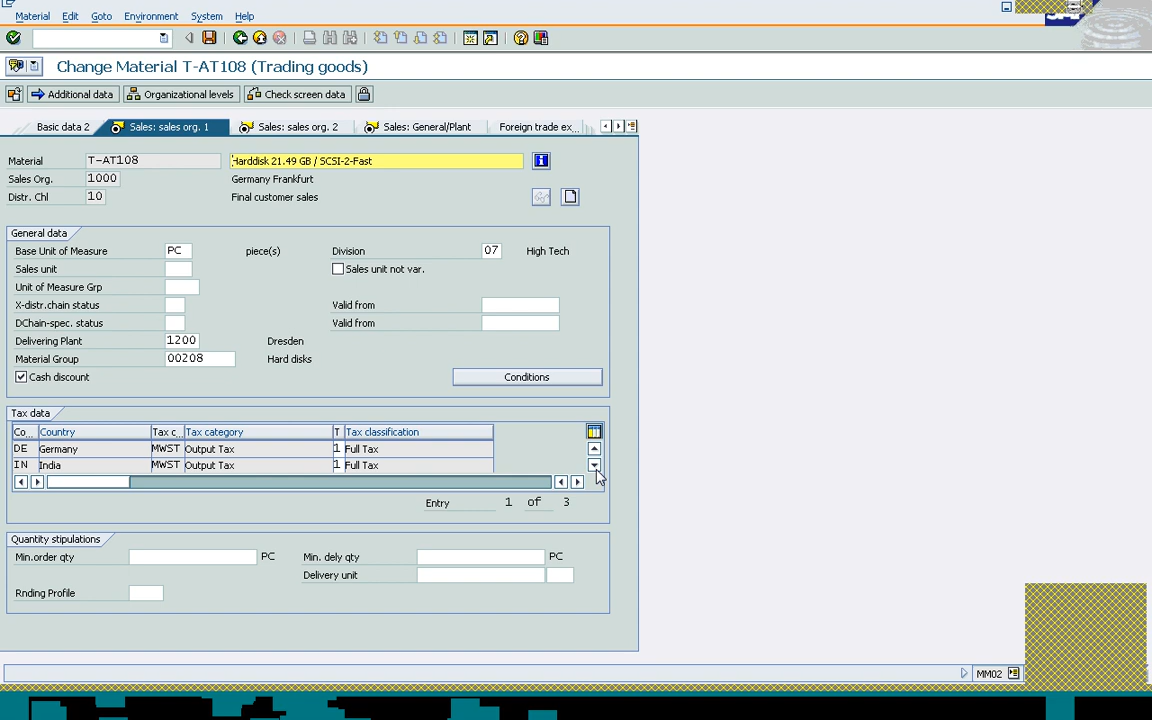 Material Edit Goto Environment System Help
Change Material T-AT108 (Trading goods)
Additional data Organizational levels Check screen data
Basic data 2 Sales: sales org. 1 Sales: sales org. 2 Sales: General/Plant Foreign trade ex...
Material T-AT108 Harddisk 21.49 GB / SCSI-2-Fast
Sales Org. 1000 Germany Frankfurt
Distr. Chl 10 Final customer sales
General data
Base Unit of Measure PC piece(s) Division 07 High Tech
Sales unit Sales unit not var.
Unit of Measure Grp
X-distr.chain status Valid from
DChain-spec. status Valid from
Delivering Plant 1200 Dresden
Material Group 00208 Hard disks
Cash discount Conditions
Tax data
Co... Country Tax c... Tax category T Tax classification
DE Germany MWST Output Tax 1 Full Tax
IN India MWST Output Tax 1 Full Tax
Entry 1 of 3
Quantity stipulations
Min.order qty PC Min. dely qty PC
Delivery unit
Rnding Profile
MM02